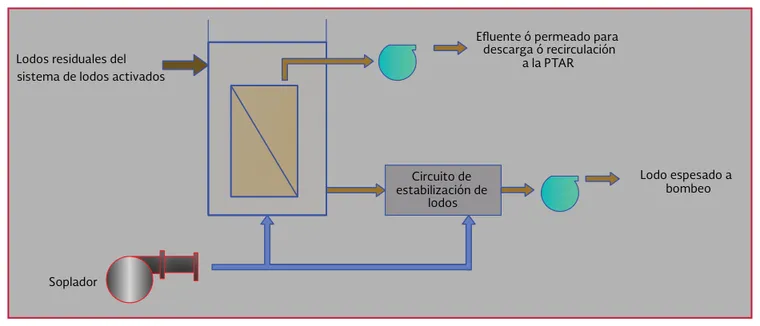 Lodos residuales del
sistema de lodos activados
Efluente ó permeado para
descarga ó recirculación
a la PTAR
Circuito de
estabilización de
lodos
Lodo espesado a
bombeo
Soplador